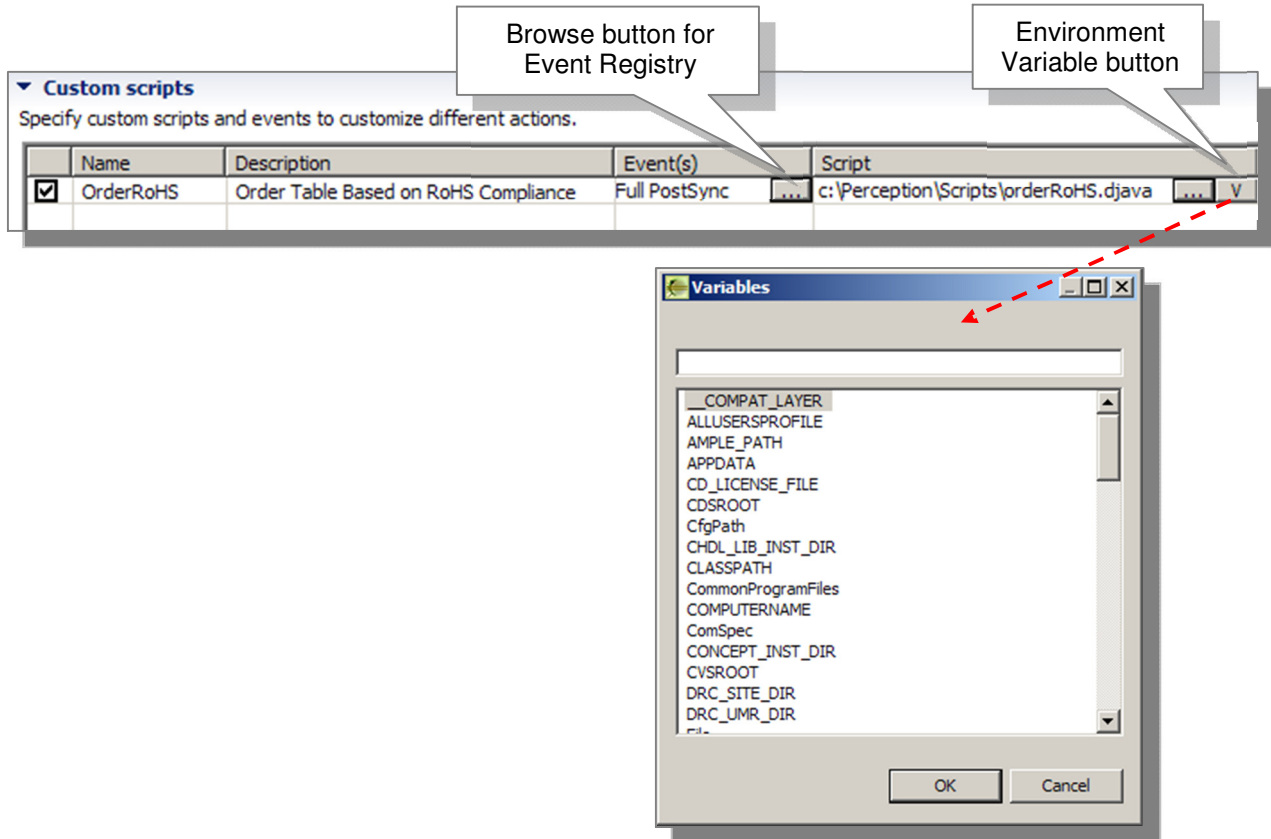 Browse button for
Event Registry
Environment
Variable button
Custom scripts
Specify custom scripts and events to customize different actions.
Name Description Event(s) Script
OrderRoHS Order Table Based on RoHS Compliance Full PostSync ... c:\Perception\Scripts\orderRoHS.djava ... V
Variables
__COMPAT_LAYER
ALLUSERSPROFILE
AMPLE_PATH
APPDATA
CD_LICENSE_FILE
CDSROOT
CfgPath
CHDL_LIB_INST_DIR
CLASSPATH
CommonProgramFiles
COMPUTERNAME
ComSpec
CONCEPT_INST_DIR
CVSROOT
DRC_SITE_DIR
DRC_UMR_DIR
OK Cancel